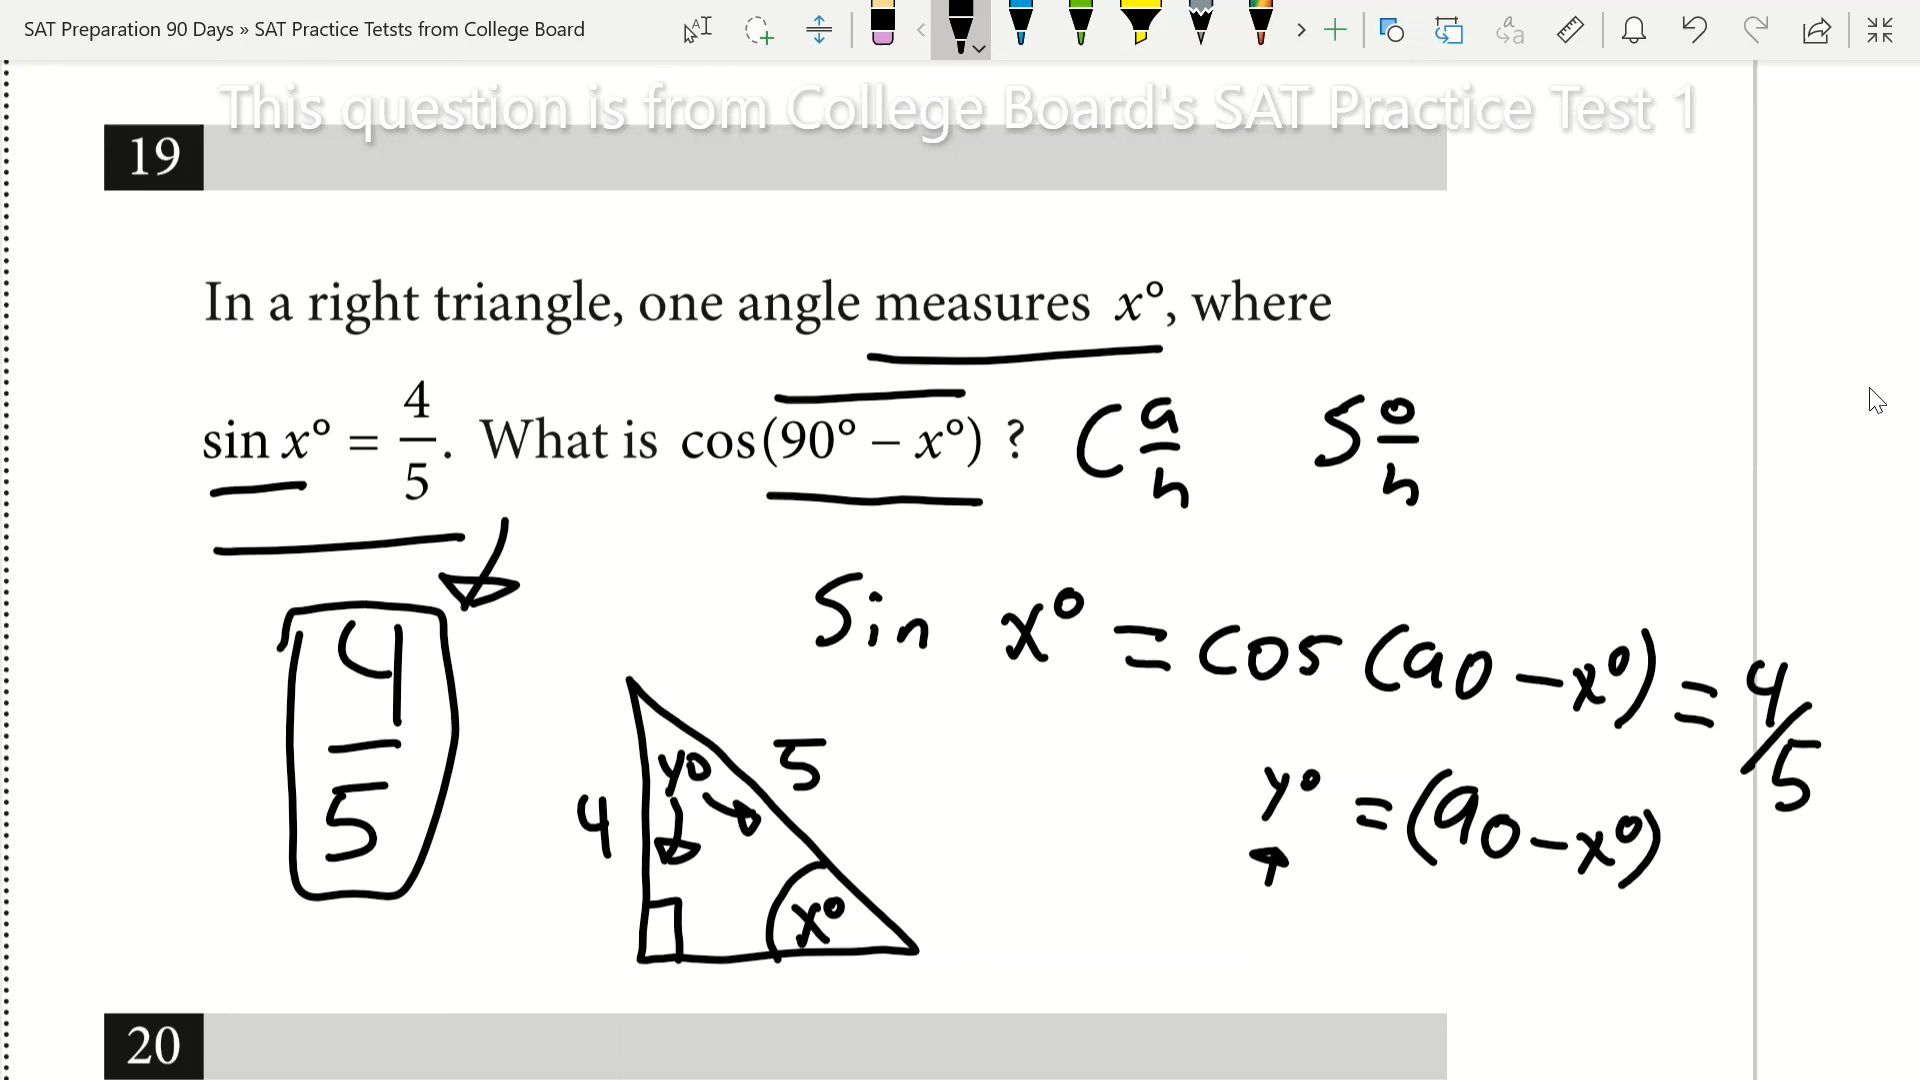 SAT Preparation 90 Days » SAT Practice Tetsts from College Board
This question is from College Board's SAT Practice Test 1
19
In a right triangle, one angle measures x°, where
sin x° = 4/5. What is cos(90° − x°) ?
C a/h S o/h
4/5
Sin x° = cos (90 − x°) = 4/5
y° 5
4
y° = (90 − x°)
x°
20